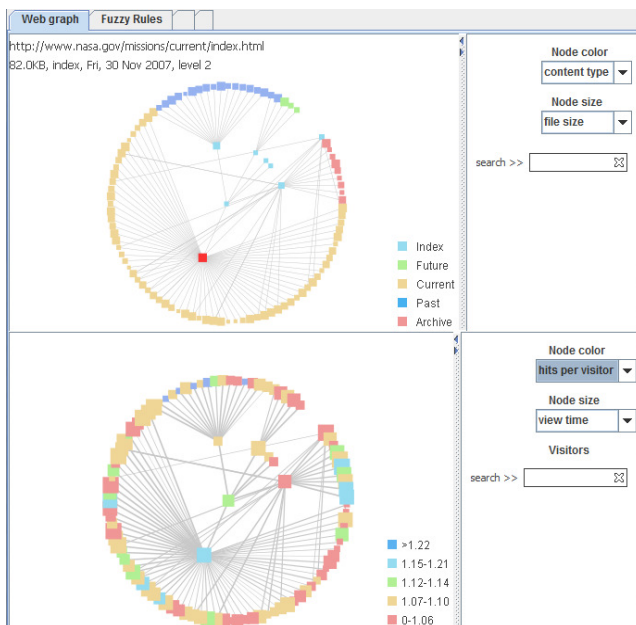 Web graph
Fuzzy Rules
http://www.nasa.gov/missions/current/index.html
82.0KB, index, Fri, 30 Nov 2007, level 2
Node color
content type
Node size
file size
search >>
Index
Future
Current
Past
Archive
Node color
hits per visitor
Node size
view time
Visitors
search >>
>1.22
1.15-1.21
1.12-1.14
1.07-1.10
0-1.06